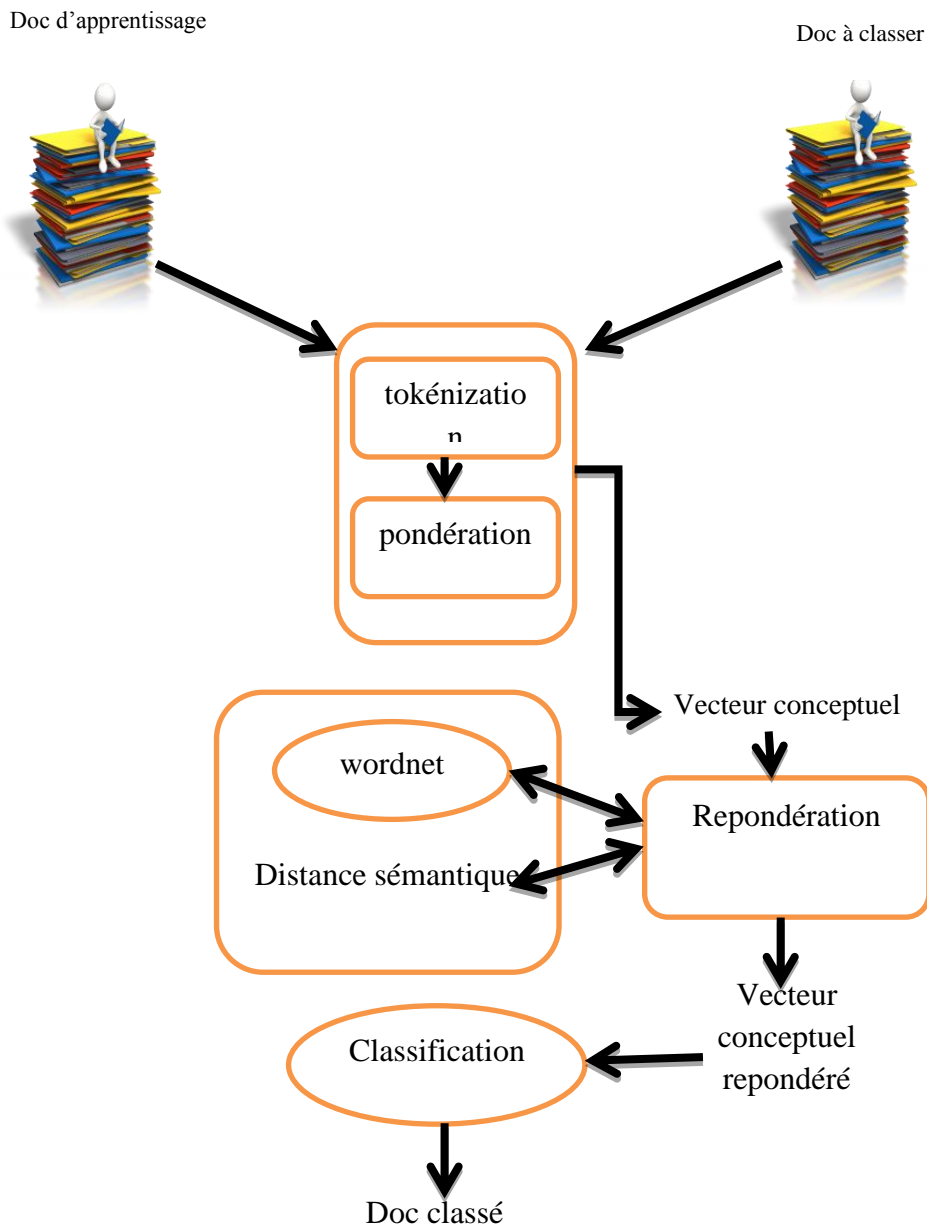 Doc d’apprentissage
Doc à classer
tokénizatio
n
pondération
Vecteur conceptuel
wordnet
Repondération
Distance sémantique
Vecteur
conceptuel
repondéré
Classification
Doc classé